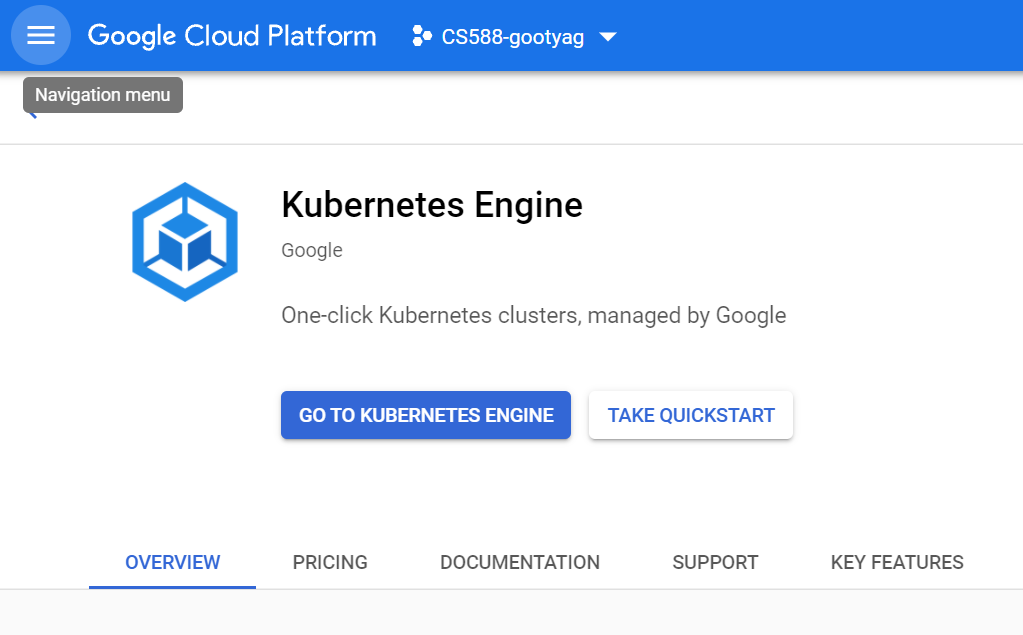 Google Cloud Platform CS588-gootyag
Navigation menu
Kubernetes Engine
Google
One-click Kubernetes clusters, managed by Google
GO TO KUBERNETES ENGINE TAKE QUICKSTART
OVERVIEW PRICING DOCUMENTATION SUPPORT KEY FEATURES